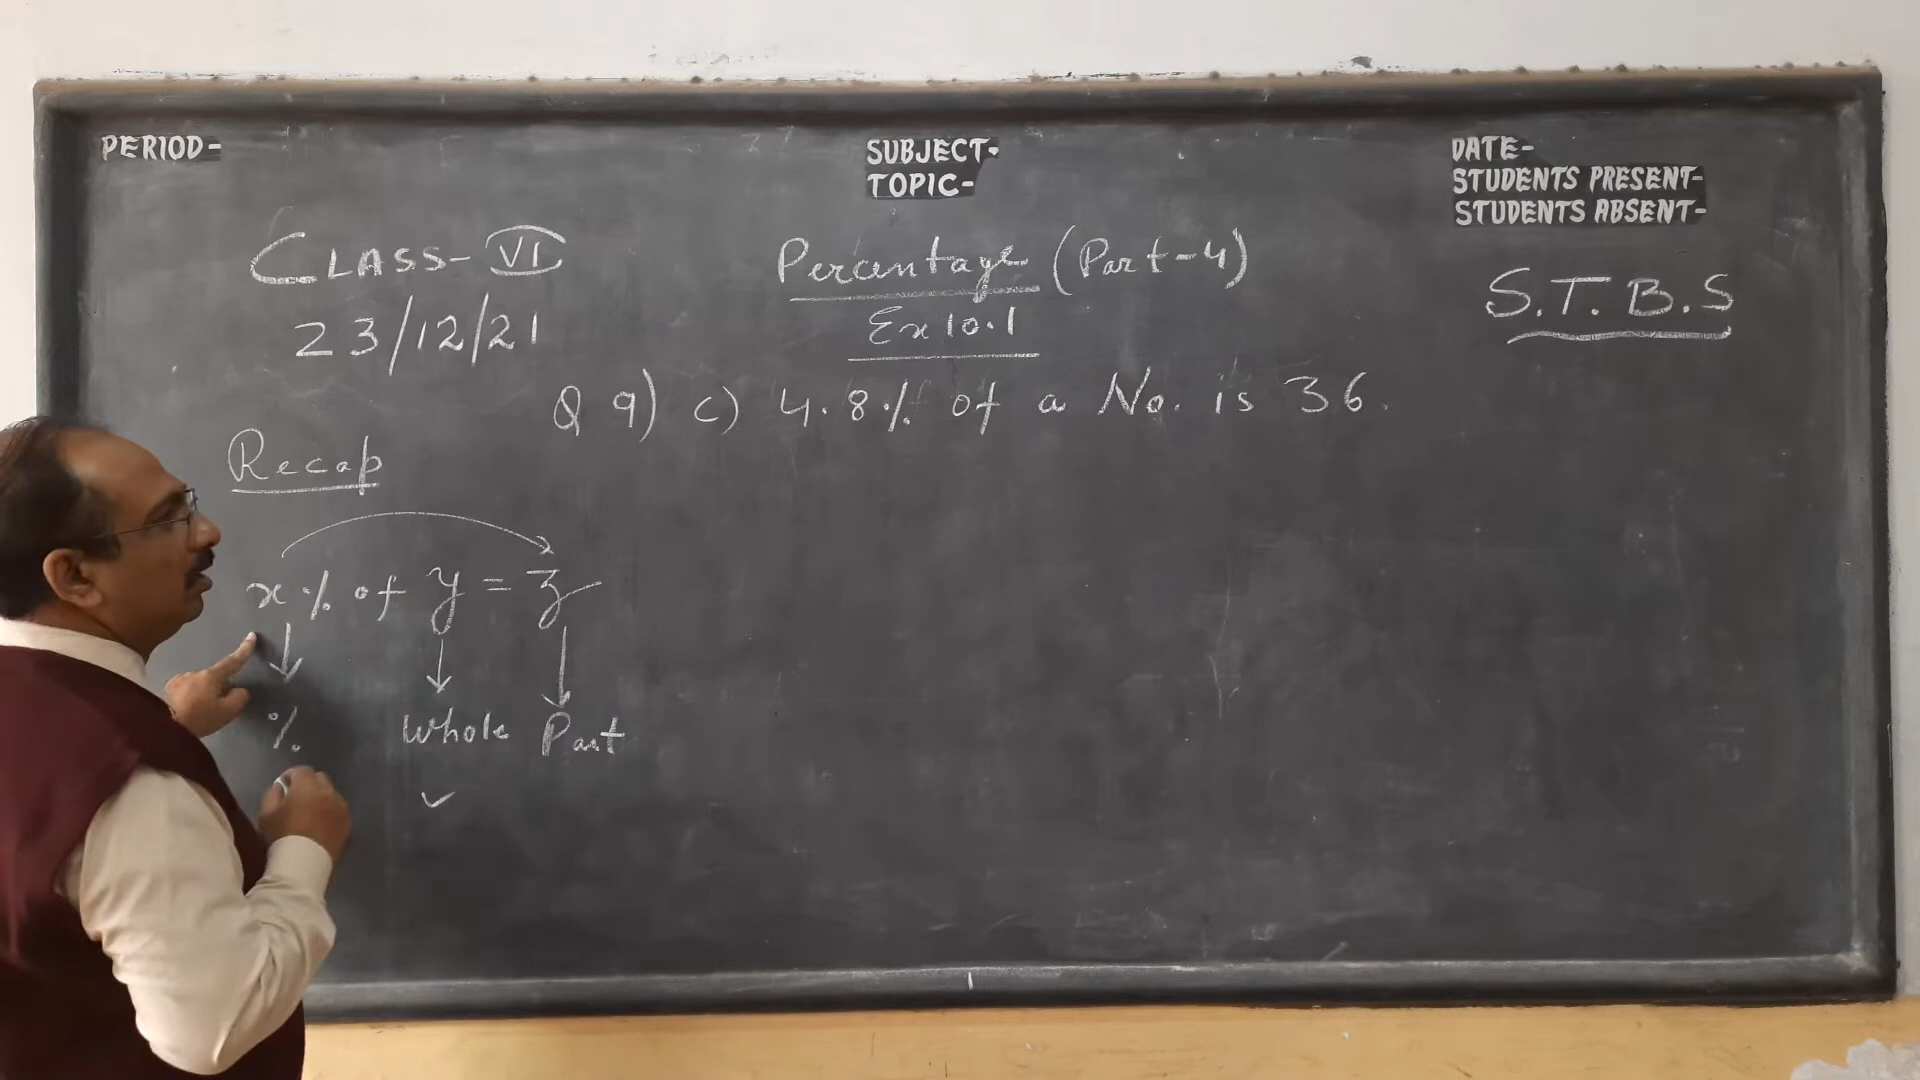 PERIOD-
SUBJECT-
TOPIC-
DATE-
STUDENTS PRESENT-
STUDENTS ABSENT-
CLASS-VI
23/12/21
Percentage (Part-4)
Ex 10.1
S.T.B.S
Q 9) c) 4.8% of a No. is 36.
Recap
x% of y = z
% Whole Part